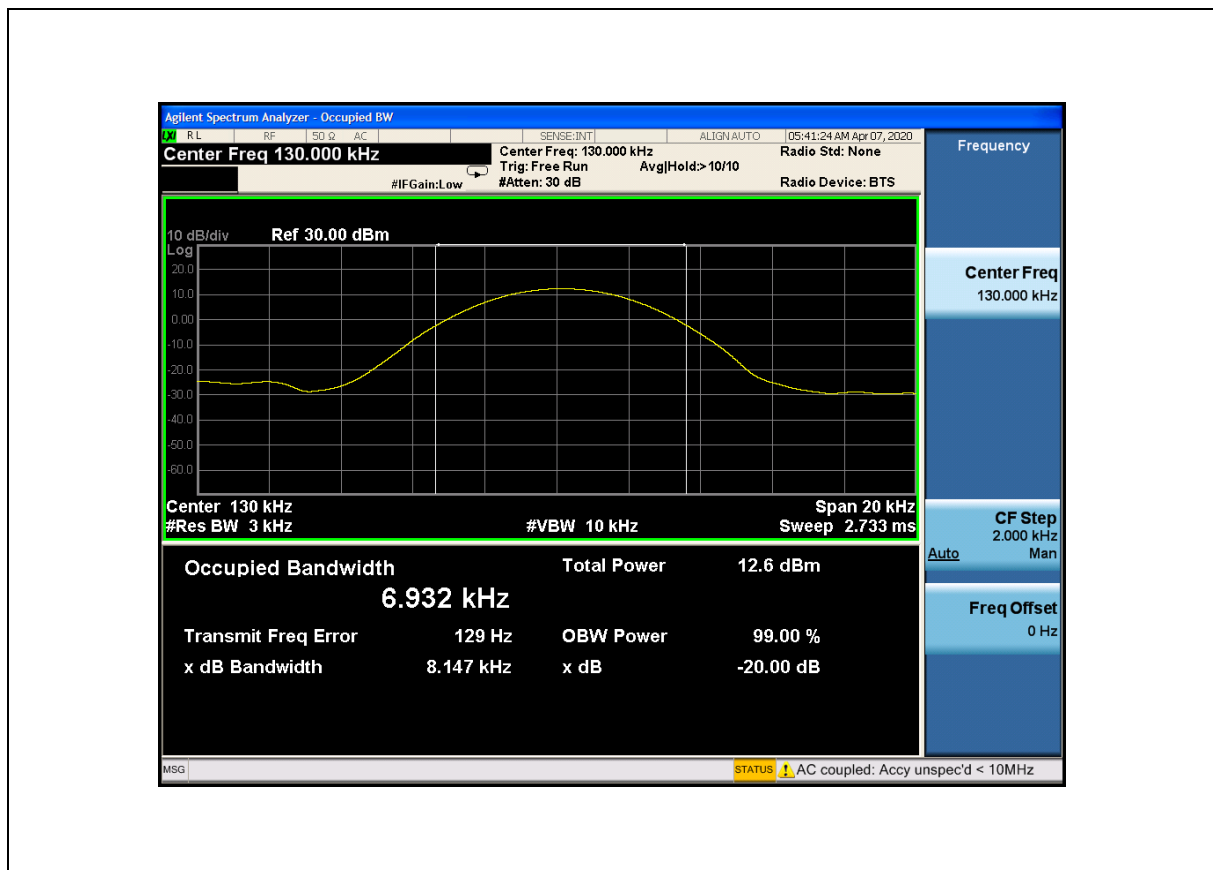 Agilent Spectrum Analyzer - Occupied BW
LXI RL RF 50 Ω AC SENSE:INT ALIGN AUTO 05:41:24 AM Apr 07, 2020
Center Freq 130.000 kHz Center Freq: 130.000 kHz Radio Std: None
Trig: Free Run Avg|Hold:> 10/10
#IFGain:Low #Atten: 30 dB Radio Device: BTS
10 dB/div Ref 30.00 dBm
Log
20.0
10.0
0.00
-10.0
-20.0
-30.0
-40.0
-50.0
-60.0
Center 130 kHz Span 20 kHz
#Res BW 3 kHz #VBW 10 kHz Sweep 2.733 ms
Occupied Bandwidth Total Power 12.6 dBm
6.932 kHz
Transmit Freq Error 129 Hz OBW Power 99.00 %
x dB Bandwidth 8.147 kHz x dB -20.00 dB
Frequency
Center Freq
130.000 kHz
CF Step
2.000 kHz
Auto Man
Freq Offset
0 Hz
MSG STATUS AC coupled: Accy unspec'd < 10MHz